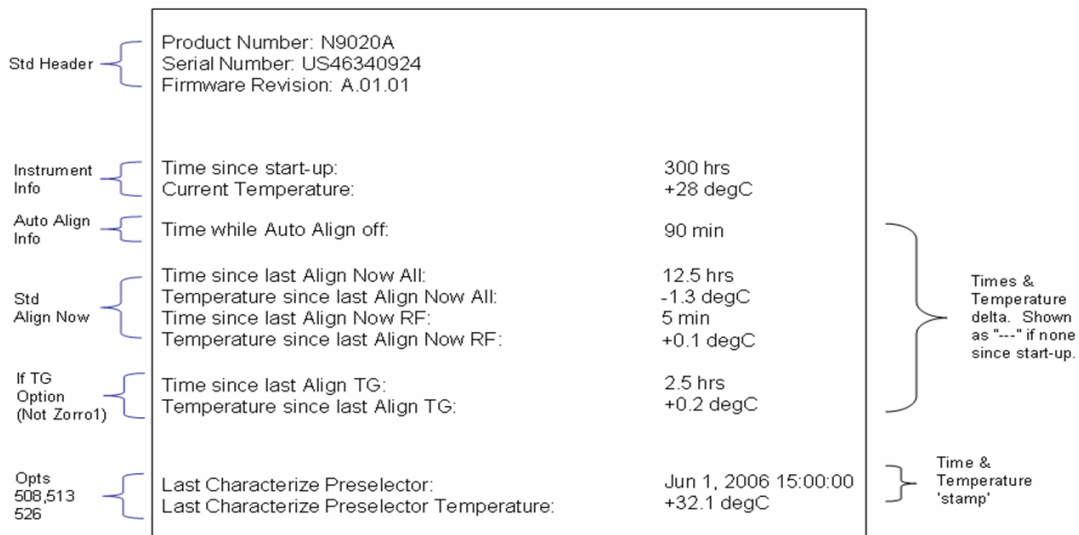 Std Header
Product Number: N9020A
Serial Number: US46340924
Firmware Revision: A.01.01
Instrument
Info
Time since start-up: 300 hrs
Current Temperature: +28 degC
Auto Align
Info
Time while Auto Align off: 90 min
Std
Align Now
Time since last Align Now All: 12.5 hrs
Temperature since last Align Now All: -1.3 degC
Time since last Align Now RF: 5 min
Temperature since last Align Now RF: +0.1 degC
Times &
Temperature
delta. Shown
as "---" if none
since start-up.
If TG
Option
(Not Zorro1)
Time since last Align TG: 2.5 hrs
Temperature since last Align TG: +0.2 degC
Opts
508,513
526
Last Characterize Preselector: Jun 1, 2006 15:00:00
Last Characterize Preselector Temperature: +32.1 degC
Time &
Temperature
'stamp'